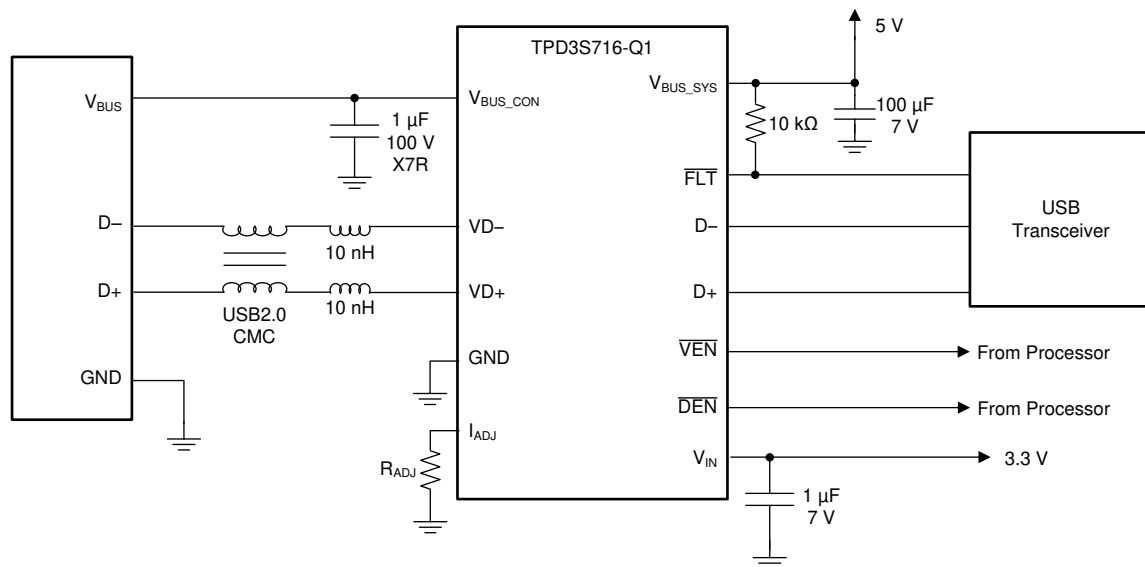 TPD3S716-Q1
5 V
VBUS
VBUS_CON
VBUS_SYS
1 µF
100 V
X7R
10 kΩ
100 µF
7 V
FLT
USB
Transceiver
D–
10 nH
VD–
D–
D+
10 nH
VD+
D+
USB2.0
CMC
GND
GND
VEN
From Processor
DEN
From Processor
IADJ
RADJ
VIN
3.3 V
1 µF
7 V